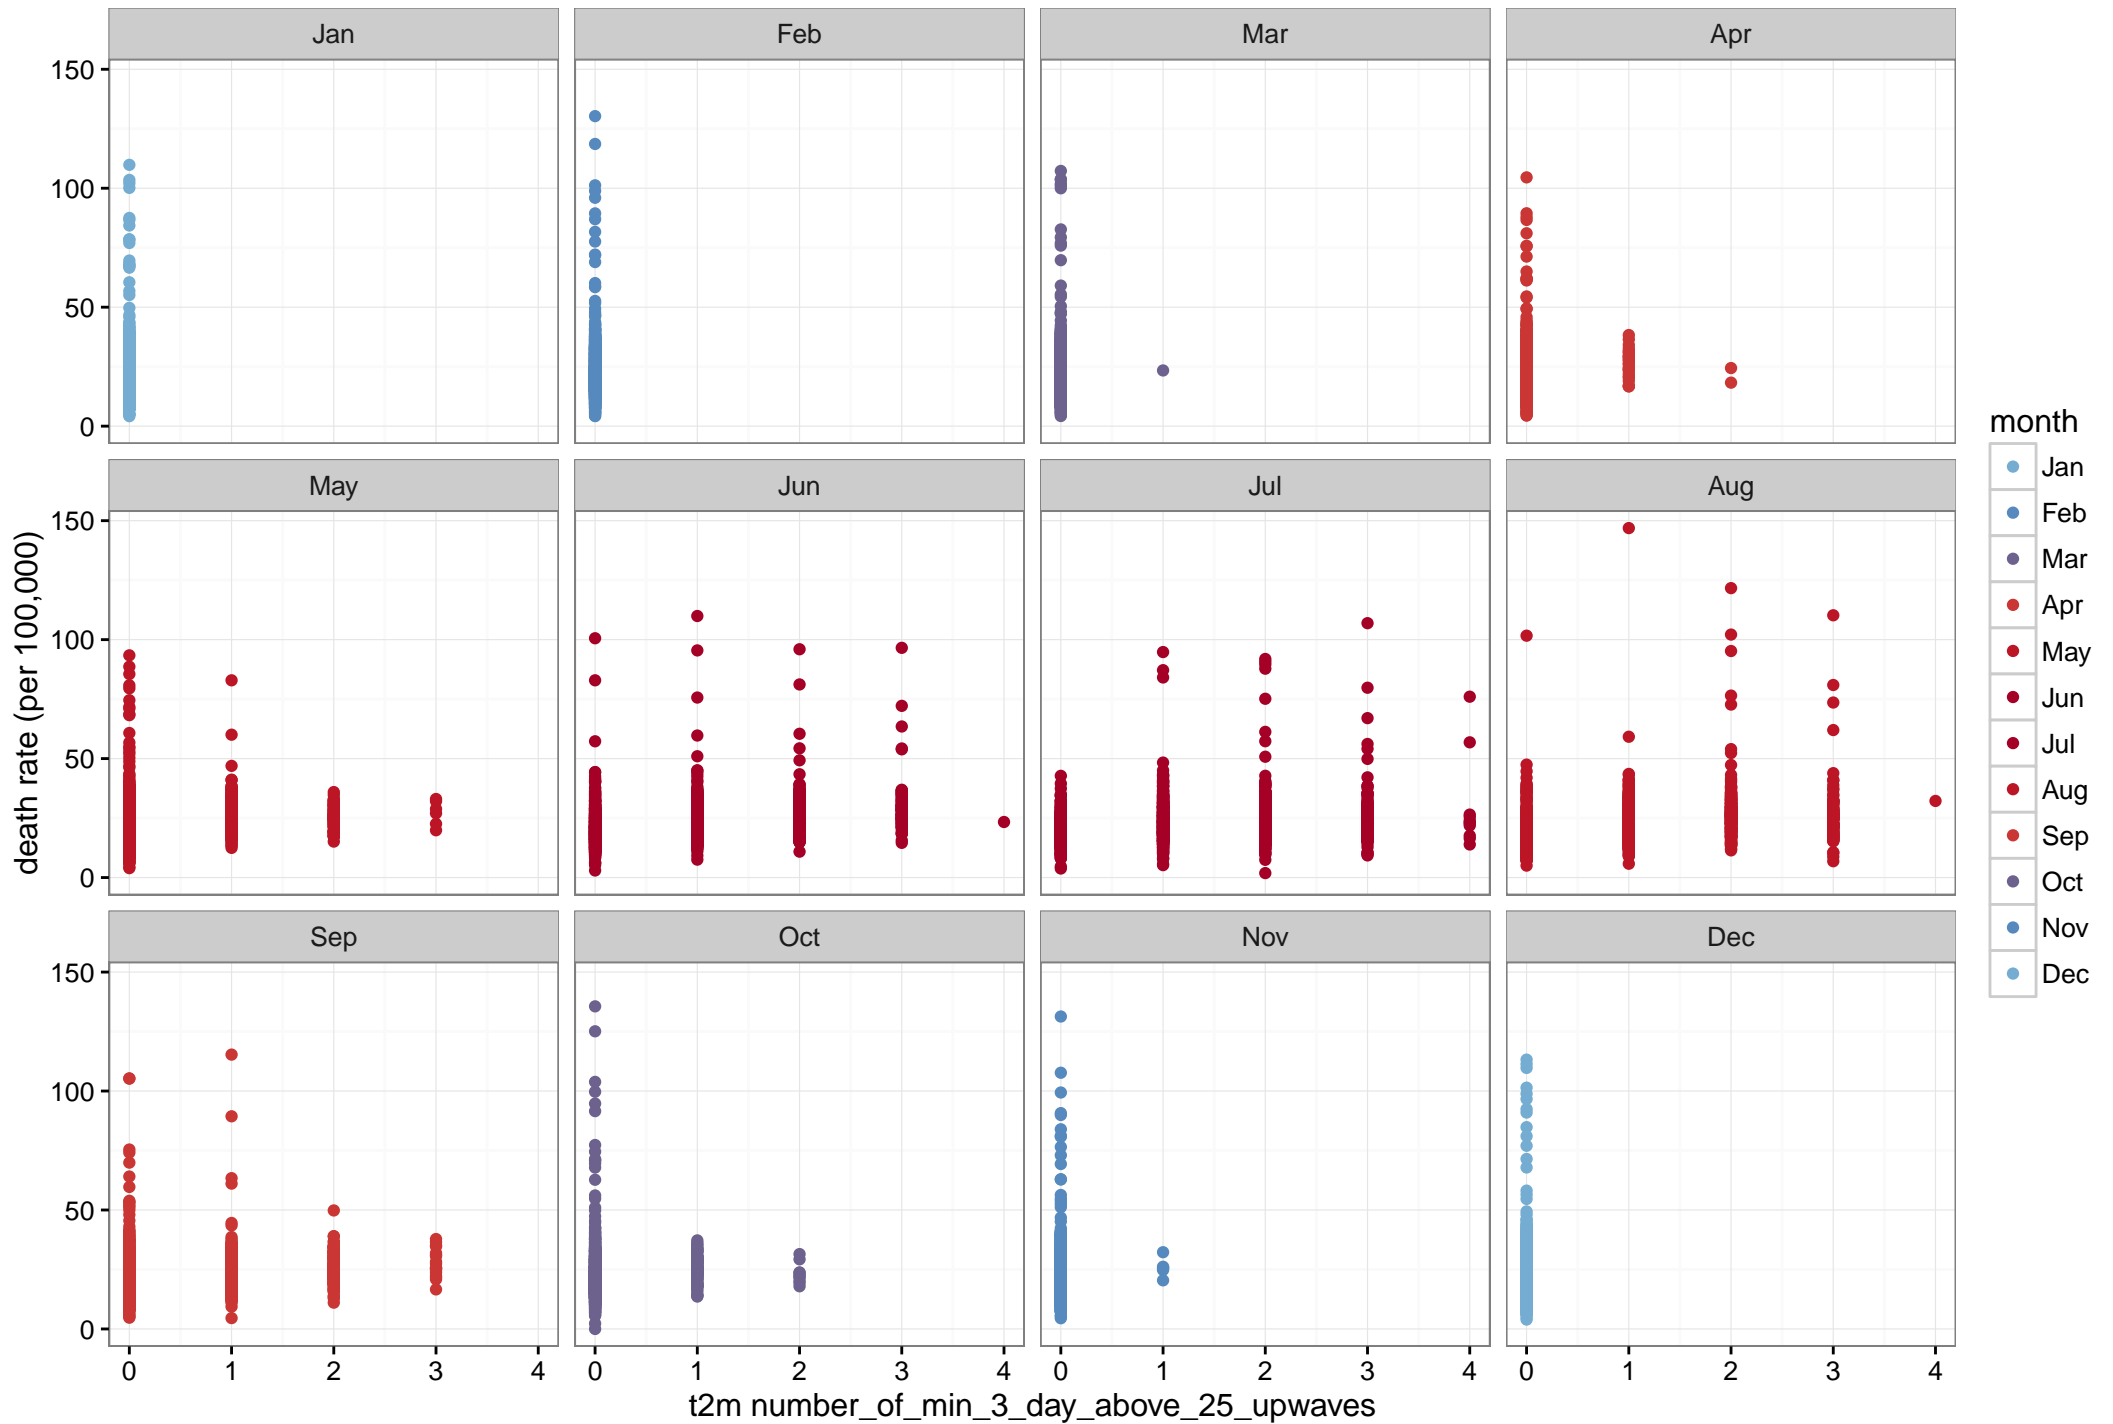 Jan Feb Mar Apr
150
100
50
0
May Jun Jul Aug
150
100
50
0
Sep Oct Nov Dec
150
100
50
0
0 1 2 3 4 0 1 2 3 4 0 1 2 3 4 0 1 2 3 4
t2m number_of_min_3_day_above_25_upwaves
death rate (per 100,000)
month
Jan
Feb
Mar
Apr
May
Jun
Jul
Aug
Sep
Oct
Nov
Dec